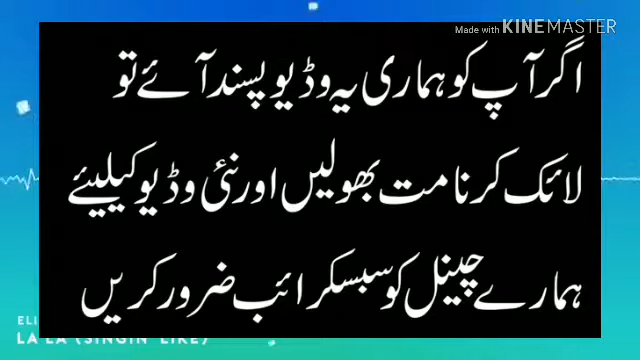 Made with KINEMASTER
اگر آپ کو ہماری یہ وڈیو پسند آئے تو
لائک کرنا مت بھولیں اور نئی وڈیو کیلیئے
ہمارے چینل کو سبسکرائب ضرور کریں
ELI
LA LA (SINGIN' LIKE)